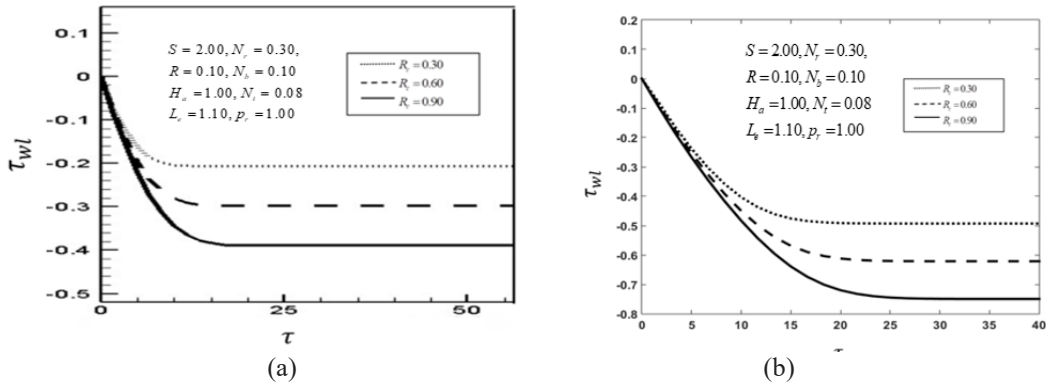 0.1
0
-0.1
-0.2
-0.3
-0.4
-0.5
τ_wl
S = 2.00, N_r = 0.30,
R = 0.10, N_b = 0.10
H_a = 1.00, N_t = 0.08
L_e = 1.10, p_r = 1.00
R_t = 0.30
R_t = 0.60
R_t = 0.90
0 25 50
τ
(a)
0.2
0.1
0
-0.1
-0.2
-0.3
-0.4
-0.5
-0.6
-0.7
-0.8
τ_wl
S = 2.00, N_r = 0.30,
R = 0.10, N_b = 0.10
H_a = 1.00, N_t = 0.08
L_e = 1.10, p_r = 1.00
R_t = 0.30
R_t = 0.60
R_t = 0.90
0 5 10 15 20 25 30 35 40
(b)